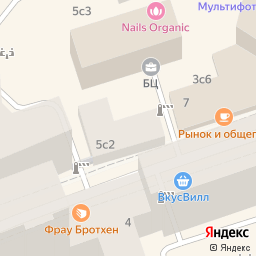 5с3
Мультифот
Nails Organic
БЦ
3с6
7
Рынок и общеп
5с2
ВкусВилл
Фрау Бротхен
4
Яндекс
© Яндекс